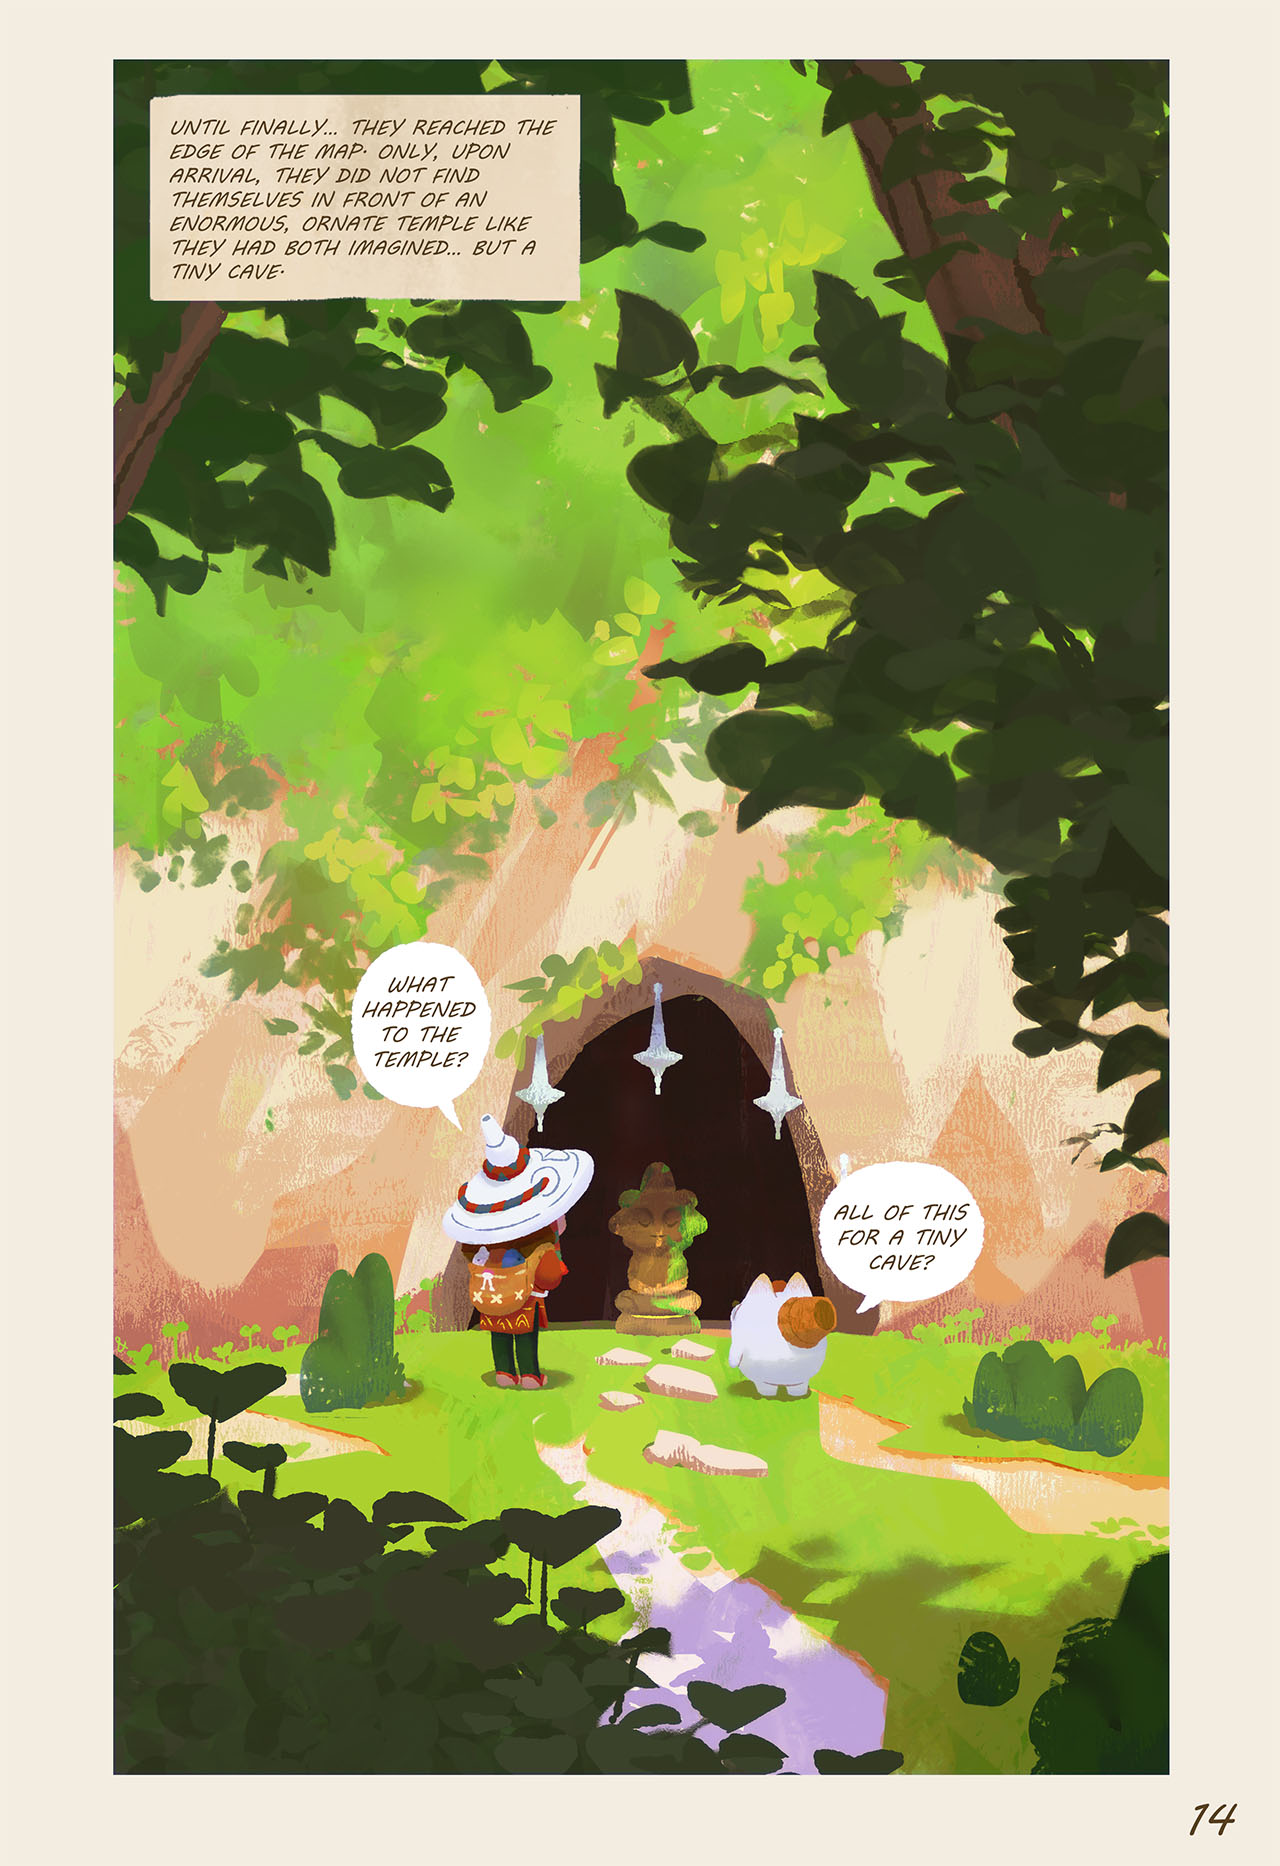 UNTIL FINALLY... THEY REACHED THE
EDGE OF THE MAP. ONLY, UPON
ARRIVAL, THEY DID NOT FIND
THEMSELVES IN FRONT OF AN
ENORMOUS, ORNATE TEMPLE LIKE
THEY HAD BOTH IMAGINED... BUT A
TINY CAVE.
WHAT
HAPPENED
TO THE
TEMPLE?
ALL OF THIS
FOR A TINY
CAVE?
14